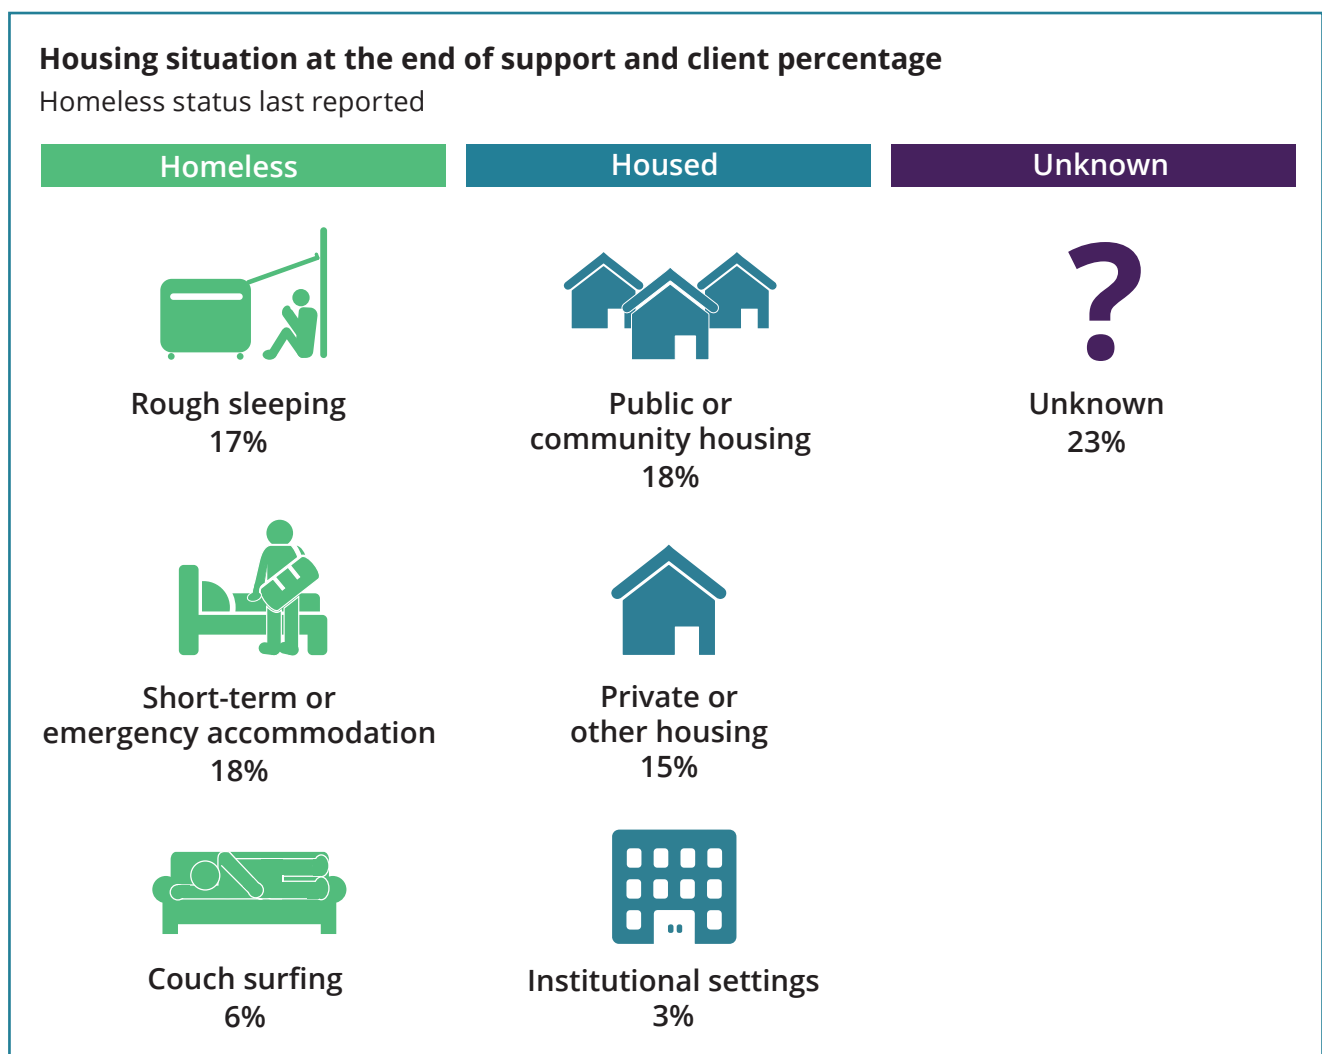 Housing situation at the end of support and client percentage
Homeless status last reported
Homeless
Housed
Unknown
Rough sleeping
17%
Public or
community housing
18%
Unknown
23%
Short-term or
emergency accommodation
18%
Private or
other housing
15%
Couch surfing
6%
Institutional settings
3%